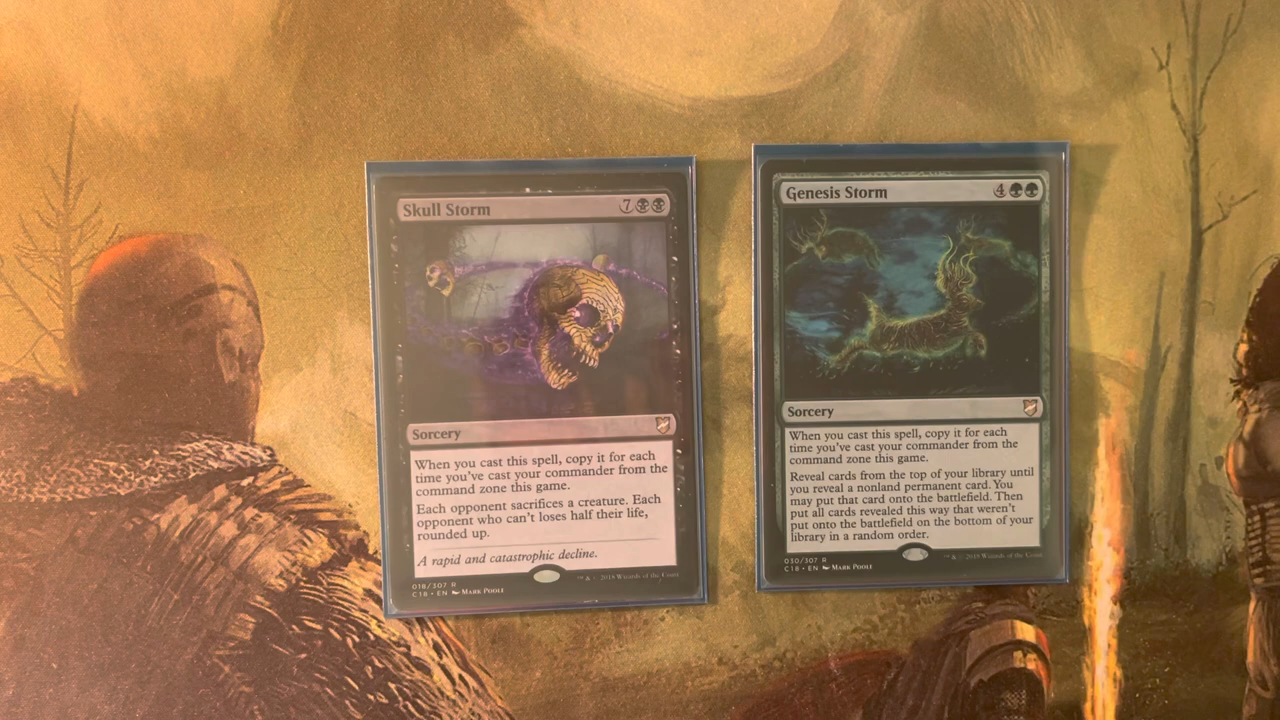 Skull Storm 7
Sorcery
When you cast this spell, copy it for each
time you've cast your commander from the
command zone this game.
Each opponent sacrifices a creature. Each
opponent who can't loses half their life,
rounded up.
A rapid and catastrophic decline.
018/307 R
C18 • EN MARK POOLE
™ & © 2018 Wizards of the Coast
Genesis Storm 4
Sorcery
When you cast this spell, copy it for each
time you've cast your commander from the
command zone this game.
Reveal cards from the top of your library until
you reveal a nonland permanent card. You
may put that card onto the battlefield. Then
put all cards revealed this way that weren't
put onto the battlefield on the bottom of your
library in a random order.
030/307 R
C18 • EN MARK POOLE
™ & © 2018 Wizards of the Coast